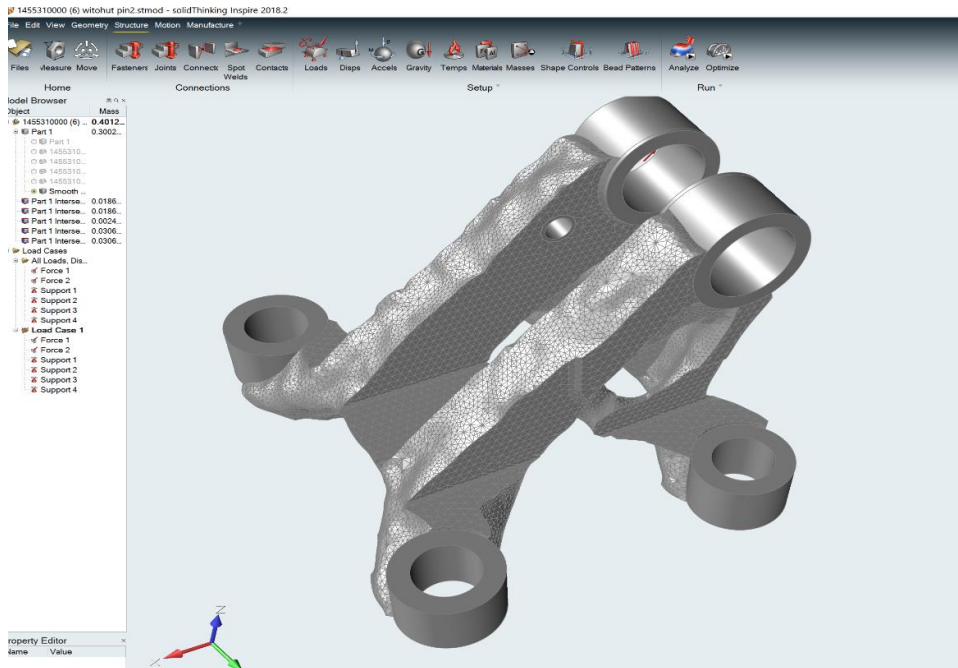 1455310000 (6) witohut pin2.stmod - solidThinking Inspire 2018.2
File Edit View Geometry Structure Motion Manufacture
Files Measure Move Fasteners Joints Connect Spot Welds Contacts Loads Disps Accels Gravity Temps Materials Masses Shape Controls Bead Patterns Analyze Optimize
Home Connections Setup Run
Model Browser
Object Mass
1455310000 (6) ... 0.4012...
Part 1 0.3002...
Part 1
1455310...
1455310...
1455310...
1455310...
Smooth ...
Part 1 Interse... 0.0186...
Part 1 Interse... 0.0186...
Part 1 Interse... 0.0024...
Part 1 Interse... 0.0306...
Part 1 Interse... 0.0306...
Load Cases
All Loads, Dis...
Force 1
Force 2
Support 1
Support 2
Support 3
Support 4
Load Case 1
Force 1
Force 2
Support 1
Support 2
Support 3
Support 4
Z
X
Property Editor
Name Value